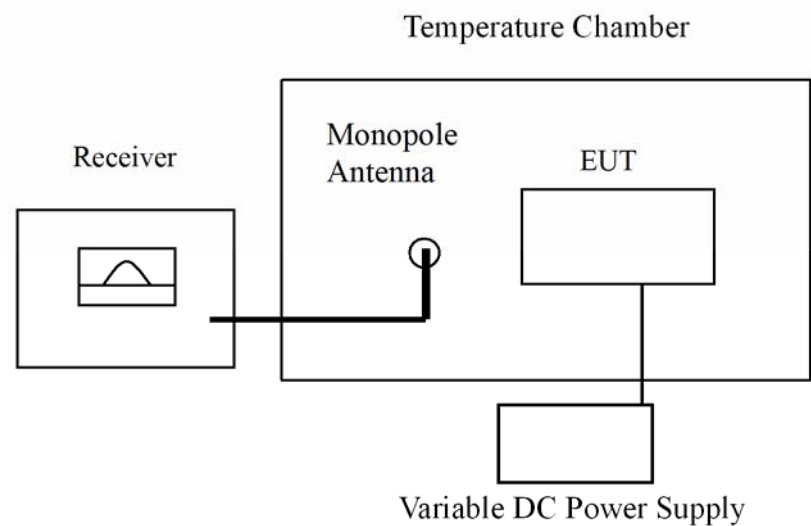 Temperature Chamber
Monopole
Antenna
EUT
Receiver
Variable DC Power Supply